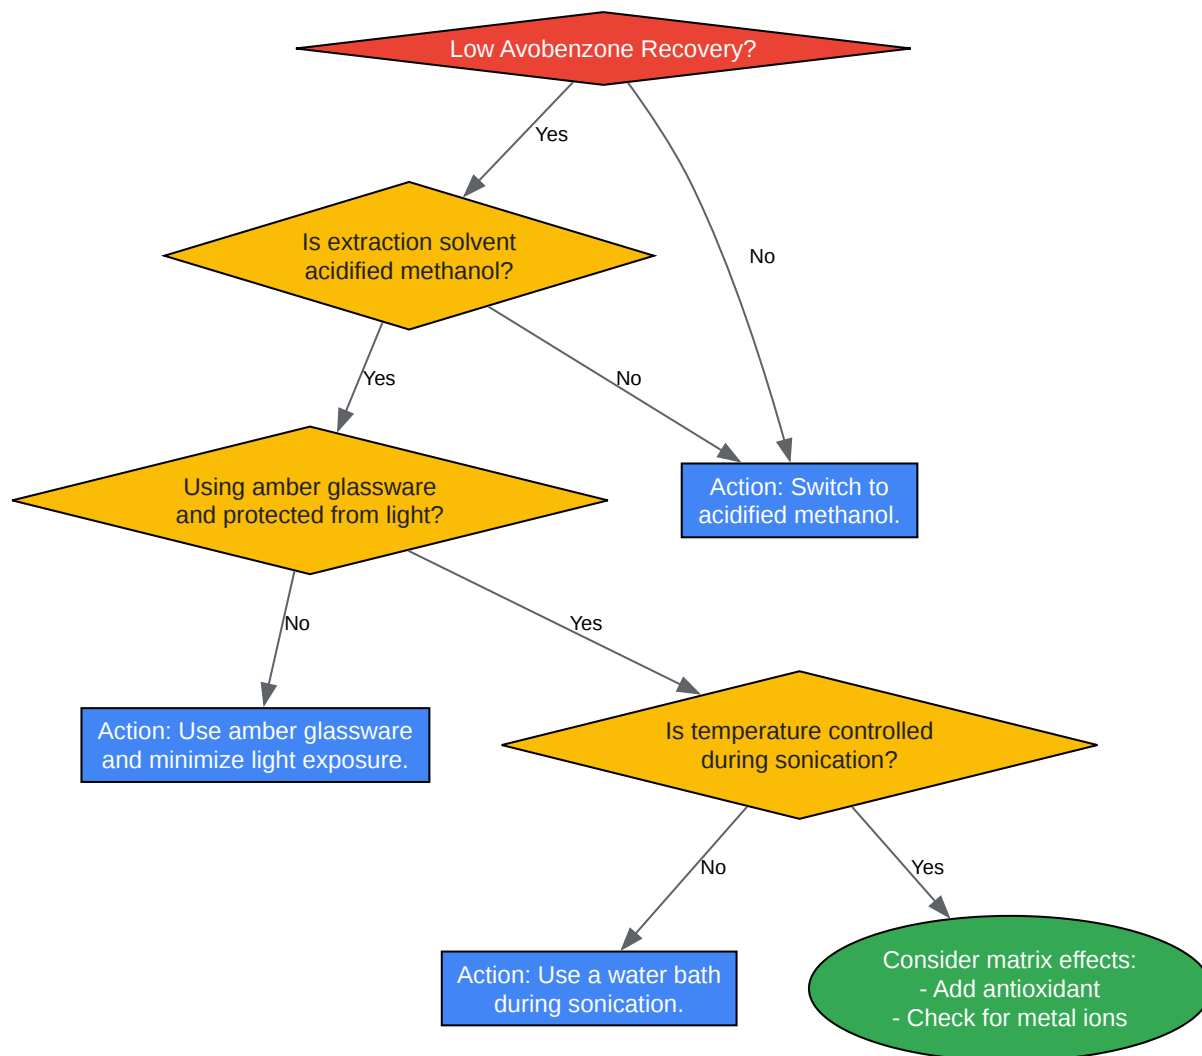 Low Avobenzone Recovery?
Yes
No
Is extraction solvent
acidified methanol?
Yes
No
Using amber glassware
and protected from light?
Action: Switch to
acidified methanol.
No
Yes
Action: Use amber glassware
and minimize light exposure.
Is temperature controlled
during sonication?
No
Yes
Action: Use a water bath
during sonication.
Consider matrix effects:
- Add antioxidant
- Check for metal ions